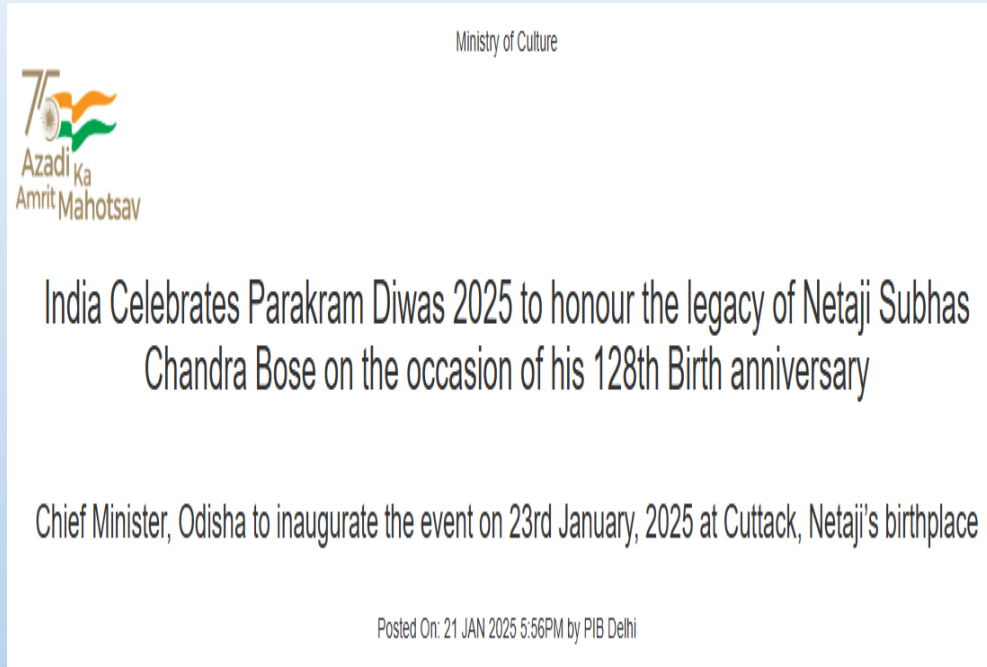 Ministry of Culture
75
Azadi Ka
Amrit Mahotsav
India Celebrates Parakram Diwas 2025 to honour the legacy of Netaji Subhas
Chandra Bose on the occasion of his 128th Birth anniversary
Chief Minister, Odisha to inaugurate the event on 23rd January, 2025 at Cuttack, Netaji's birthplace
Posted On: 21 JAN 2025 5:56PM by PIB Delhi